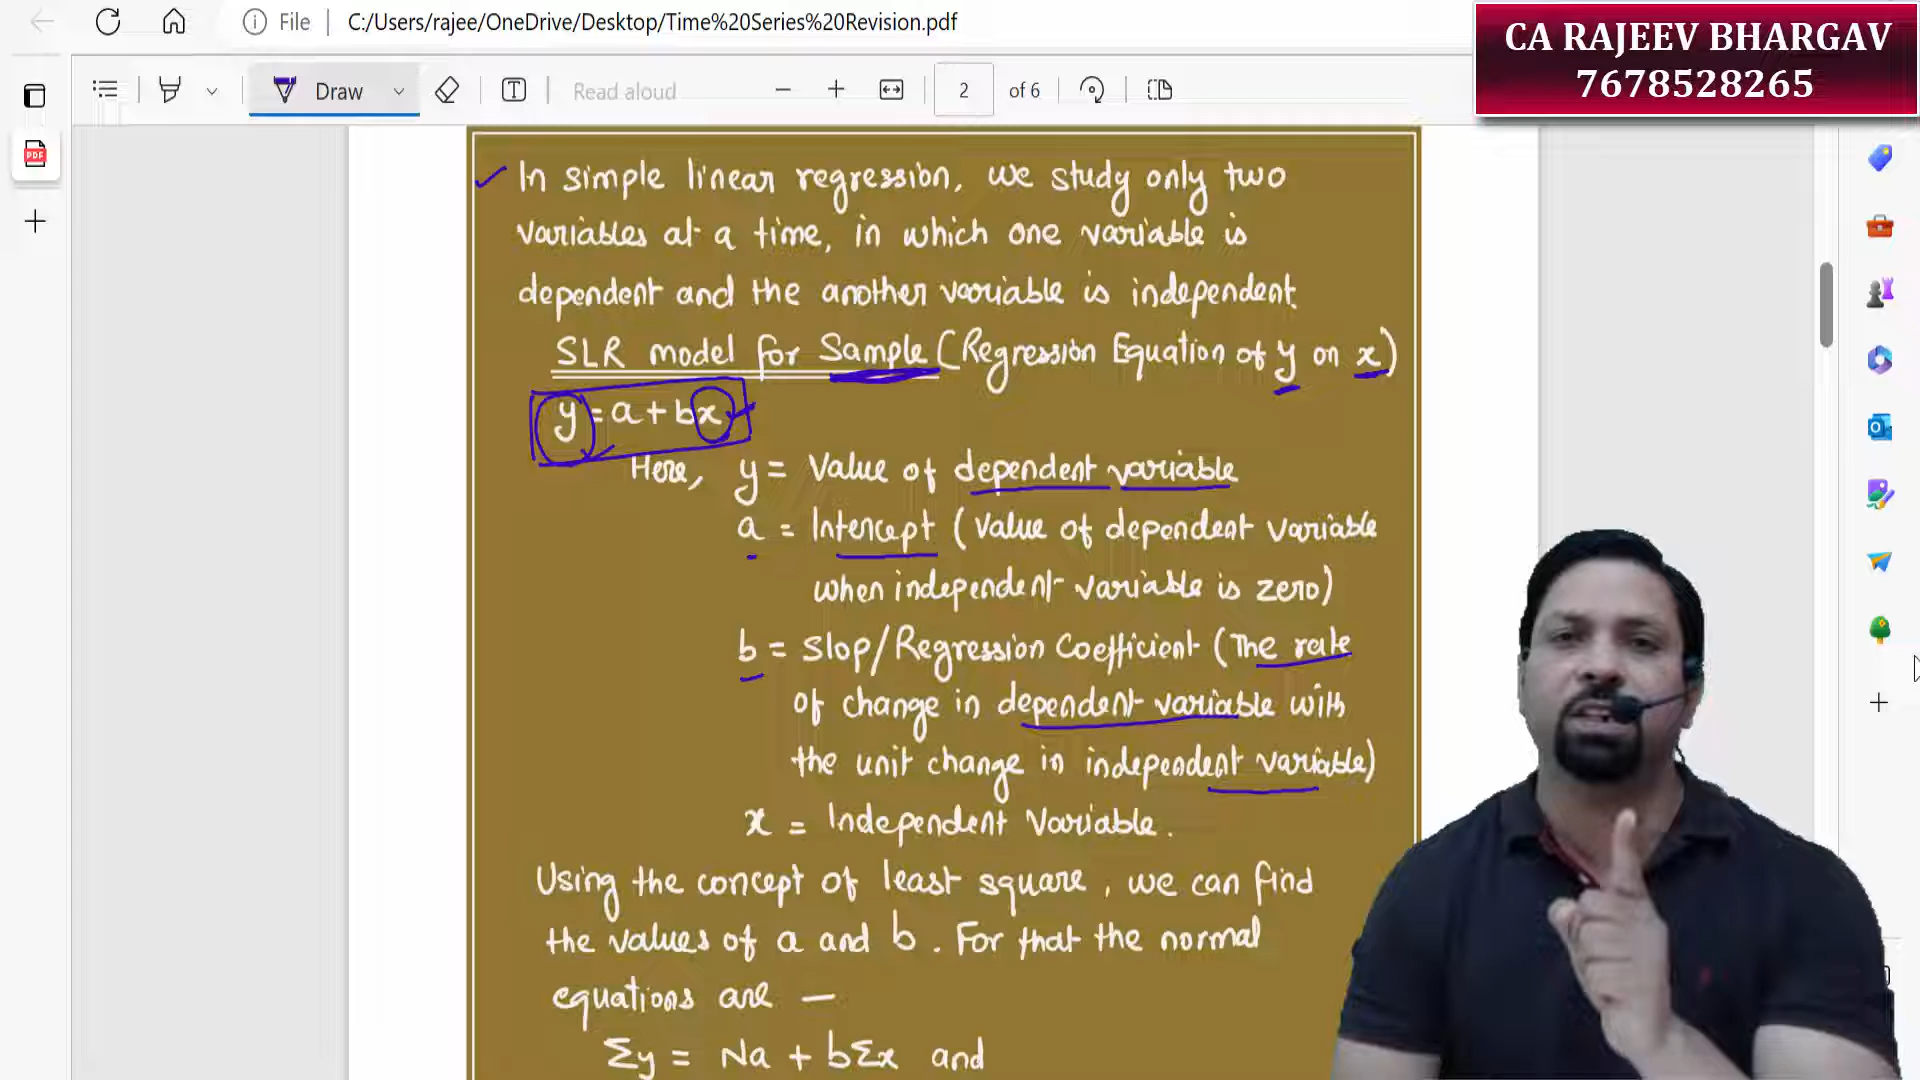 File
C:/Users/rajee/OneDrive/Desktop/Time%20Series%20Revision.pdf
CA RAJEEV BHARGAV
7678528265
Draw
Read aloud
2
of 6
PDF
In simple linear regression, we study only two
variables at a time, in which one variable is
dependent and the another variable is independent.
SLR model for Sample (Regression Equation of y on x)
y = a + bx
Here, y = Value of dependent variable
a = Intercept (Value of dependent variable
when independent variable is zero)
b = Slop/Regression Coefficient (The rate
of change in dependent variable with
the unit change in independent variable)
x = Independent Variable.
Using the concept of least square, we can find
the values of a and b. For that the normal
equations are —
Σy = Na + bΣx and